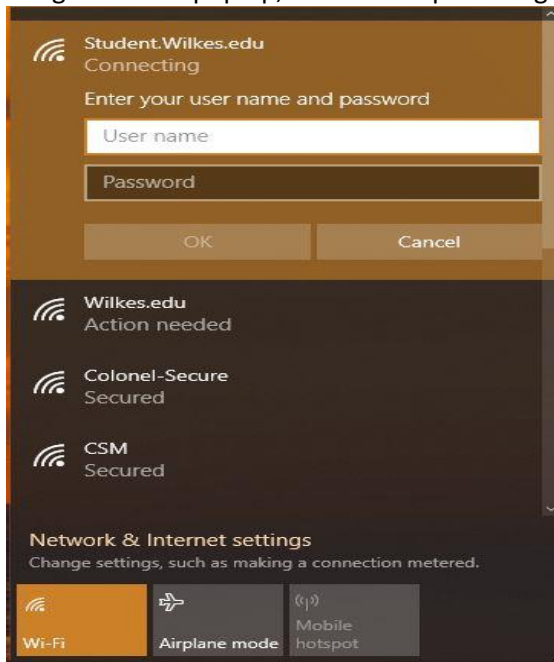 Student.Wilkes.edu
Connecting
Enter your user name and password
User name
Password
OK Cancel
Wilkes.edu
Action needed
Colonel-Secure
Secured
CSM
Secured
Network & Internet settings
Change settings, such as making a connection metered.
Wi-Fi
Airplane mode
Mobile
hotspot